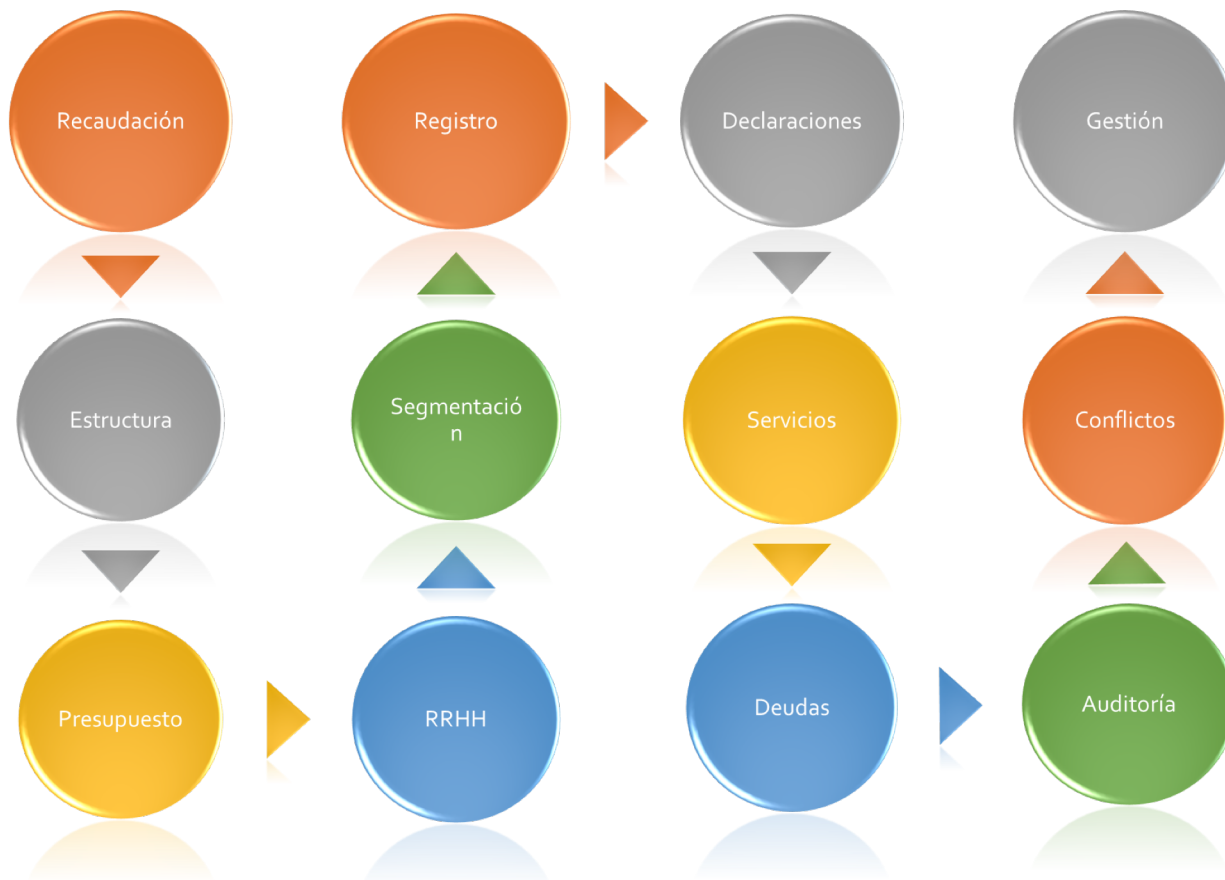 Recaudación
Registro
Declaraciones
Gestión
Estructura
Segmentació
n
Servicios
Conflictos
Presupuesto
RRHH
Deudas
Auditoría